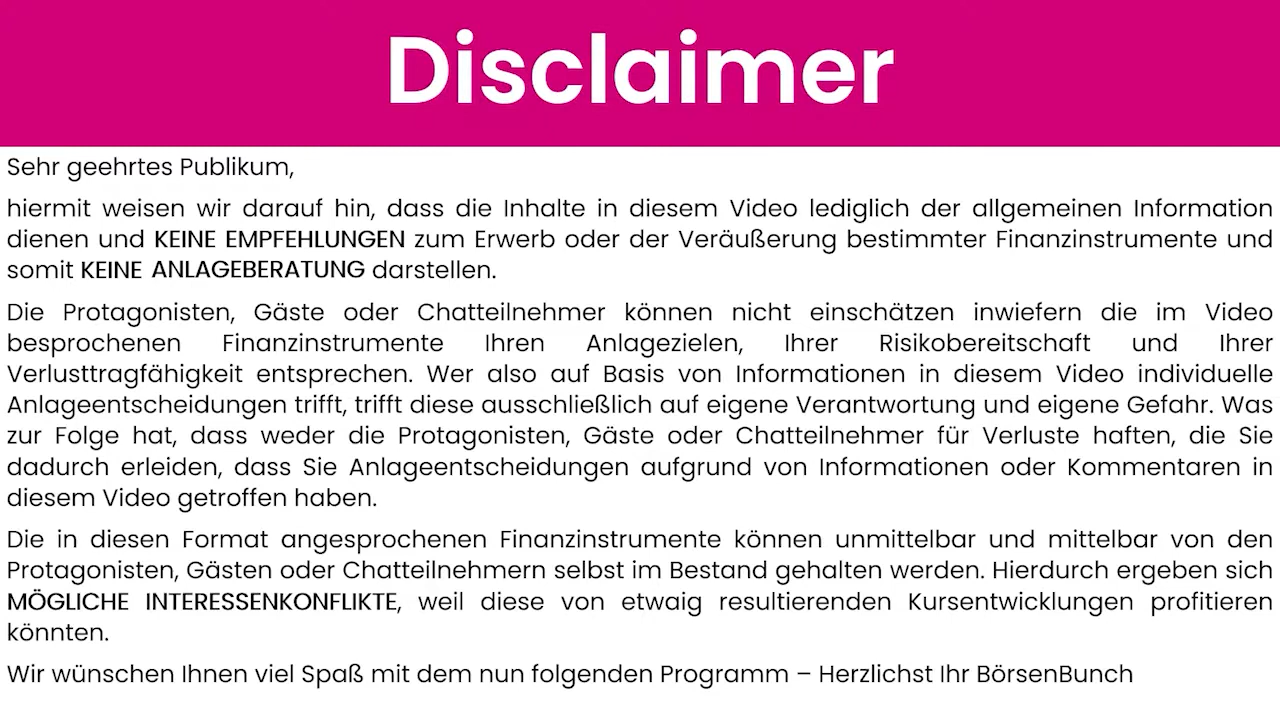 Disclaimer
Sehr geehrtes Publikum,
hiermit weisen wir darauf hin, dass die Inhalte in diesem Video lediglich der allgemeinen Information
dienen und KEINE EMPFEHLUNGEN zum Erwerb oder der Veräußerung bestimmter Finanzinstrumente und
somit KEINE ANLAGEBERATUNG darstellen.
Die Protagonisten, Gäste oder Chatteilnehmer können nicht einschätzen inwiefern die im Video
besprochenen Finanzinstrumente Ihren Anlagezielen, Ihrer Risikobereitschaft und Ihrer
Verlusttragfähigkeit entsprechen. Wer also auf Basis von Informationen in diesem Video individuelle
Anlageentscheidungen trifft, trifft diese ausschließlich auf eigene Verantwortung und eigene Gefahr. Was
zur Folge hat, dass weder die Protagonisten, Gäste oder Chatteilnehmer für Verluste haften, die Sie
dadurch erleiden, dass Sie Anlageentscheidungen aufgrund von Informationen oder Kommentaren in
diesem Video getroffen haben.
Die in diesen Format angesprochenen Finanzinstrumente können unmittelbar und mittelbar von den
Protagonisten, Gästen oder Chatteilnehmern selbst im Bestand gehalten werden. Hierdurch ergeben sich
MÖGLICHE INTERESSENKONFLIKTE, weil diese von etwaig resultierenden Kursentwicklungen profitieren
könnten.
Wir wünschen Ihnen viel Spaß mit dem nun folgenden Programm – Herzlichst Ihr BörsenBunch